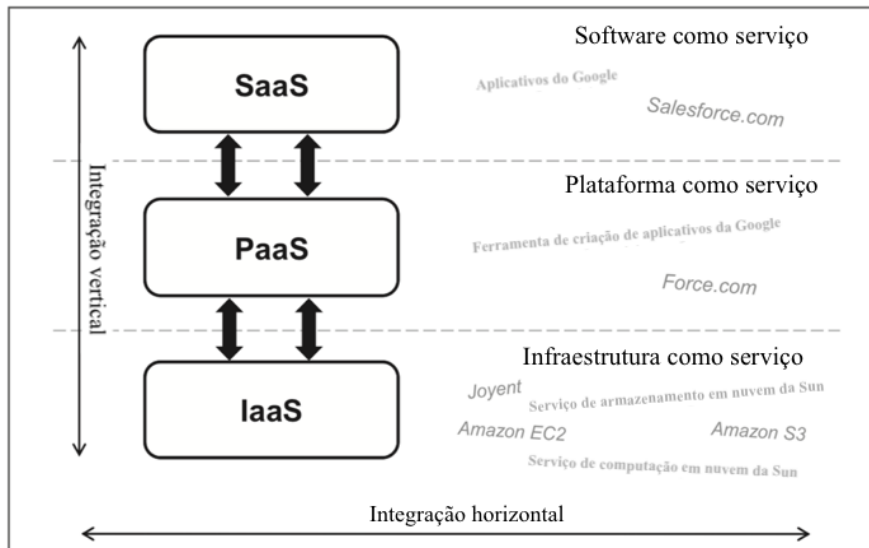 Software como serviço
SaaS
Aplicativos do Google
Salesforce.com
Integração vertical
Plataforma como serviço
PaaS
Ferramenta de criação de aplicativos da Google
Force.com
Infraestrutura como serviço
IaaS
Joyent
Serviço de armazenamento em nuvem da Sun
Amazon EC2
Amazon S3
Serviço de computação em nuvem da Sun
Integração horizontal